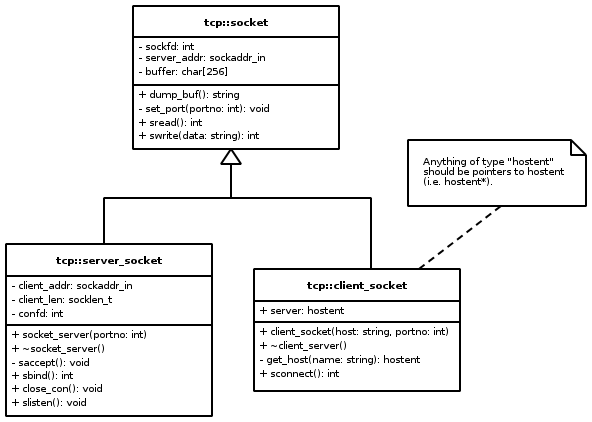 tcp::socket
- sockfd: int
- server_addr: sockaddr_in
- buffer: char[256]
+ dump_buf(): string
- set_port(portno: int): void
+ sread(): int
+ swrite(data: string): int
Anything of type "hostent"
should be pointers to hostent
(i.e. hostent*).
tcp::server_socket
- client_addr: sockaddr_in
- client_len: socklen_t
- confd: int
+ socket_server(portno: int)
+ ~socket_server()
- saccept(): void
+ sbind(): int
+ close_con(): void
+ slisten(): void
tcp::client_socket
+ server: hostent
+ client_socket(host: string, portno: int)
+ ~client_server()
- get_host(name: string): hostent
+ sconnect(): int